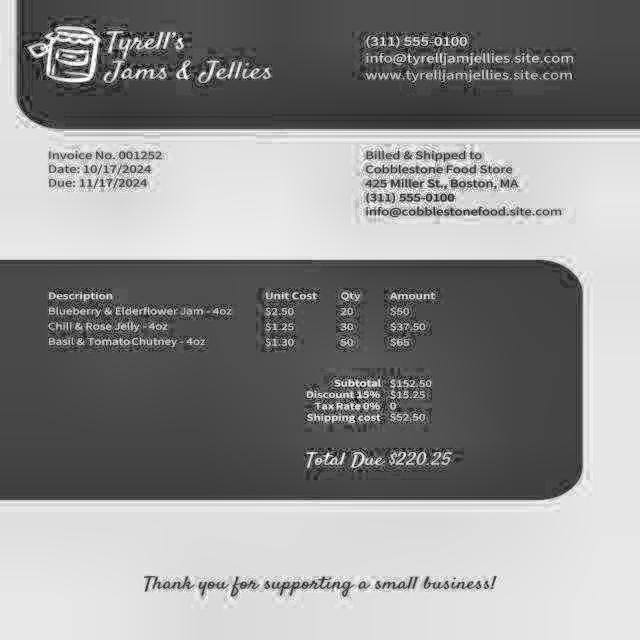 Tyrell's
Jams & Jellies
(311) 555-0100
info@tyrelljamjellies.site.com
www.tyrelljamjellies.site.com
Invoice No. 001252
Date: 10/17/2024
Due: 11/17/2024
Billed & Shipped to
Cobblestone Food Store
425 Miller St., Boston, MA
(311) 555-0100
info@cobblestonefood.site.com
Description Unit Cost Qty Amount
Blueberry & Elderflower Jam - 4oz $2.50 20 $50
Chili & Rose Jelly - 4oz $1.25 30 $37.50
Basil & Tomato Chutney - 4oz $1.30 50 $65
Subtotal $152.50
Discount 15% $15.25
Tax Rate 0% 0
Shipping cost $52.50
Total Due $220.25
Thank you for supporting a small business!